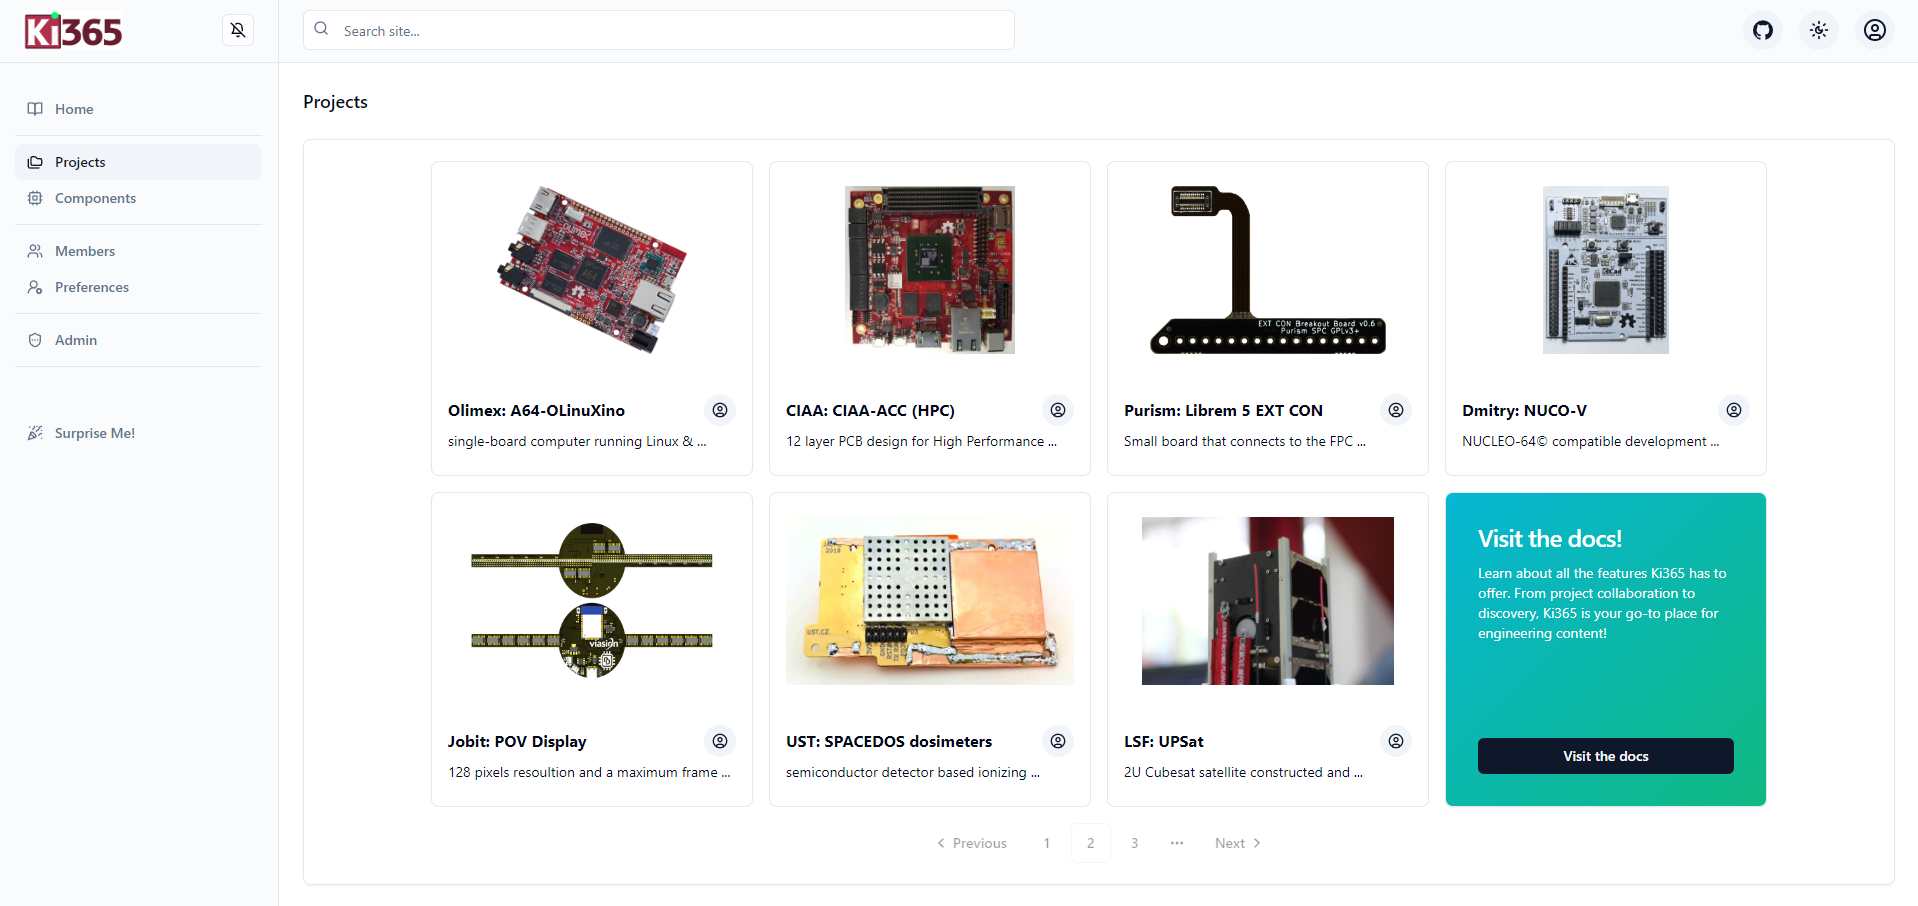 Ki365
Search site...
Home
Projects
Components
Members
Preferences
Admin
Surprise Me!
Projects
Olimex: A64-OLinuXino
single-board computer running Linux & ...
CIAA: CIAA-ACC (HPC)
12 layer PCB design for High Performance ...
EXT CON Breakout Board v0.6
Purism SPC GPLv3+
Purism: Librem 5 EXT CON
Small board that connects to the FPC ...
Dmitry: NUCO-V
NUCLEO-64© compatible development ...
viasion
Jobit: POV Display
128 pixels resoultion and a maximum frame ...
2019
UST.CZ
UST: SPACEDOS dosimeters
semiconductor detector based ionizing ...
LSF: UPSat
2U Cubesat satellite constructed and ...
Visit the docs!
Learn about all the features Ki365 has to
offer. From project collaboration to
discovery, Ki365 is your go-to place for
engineering content!
Visit the docs
Previous
1
2
3
...
Next